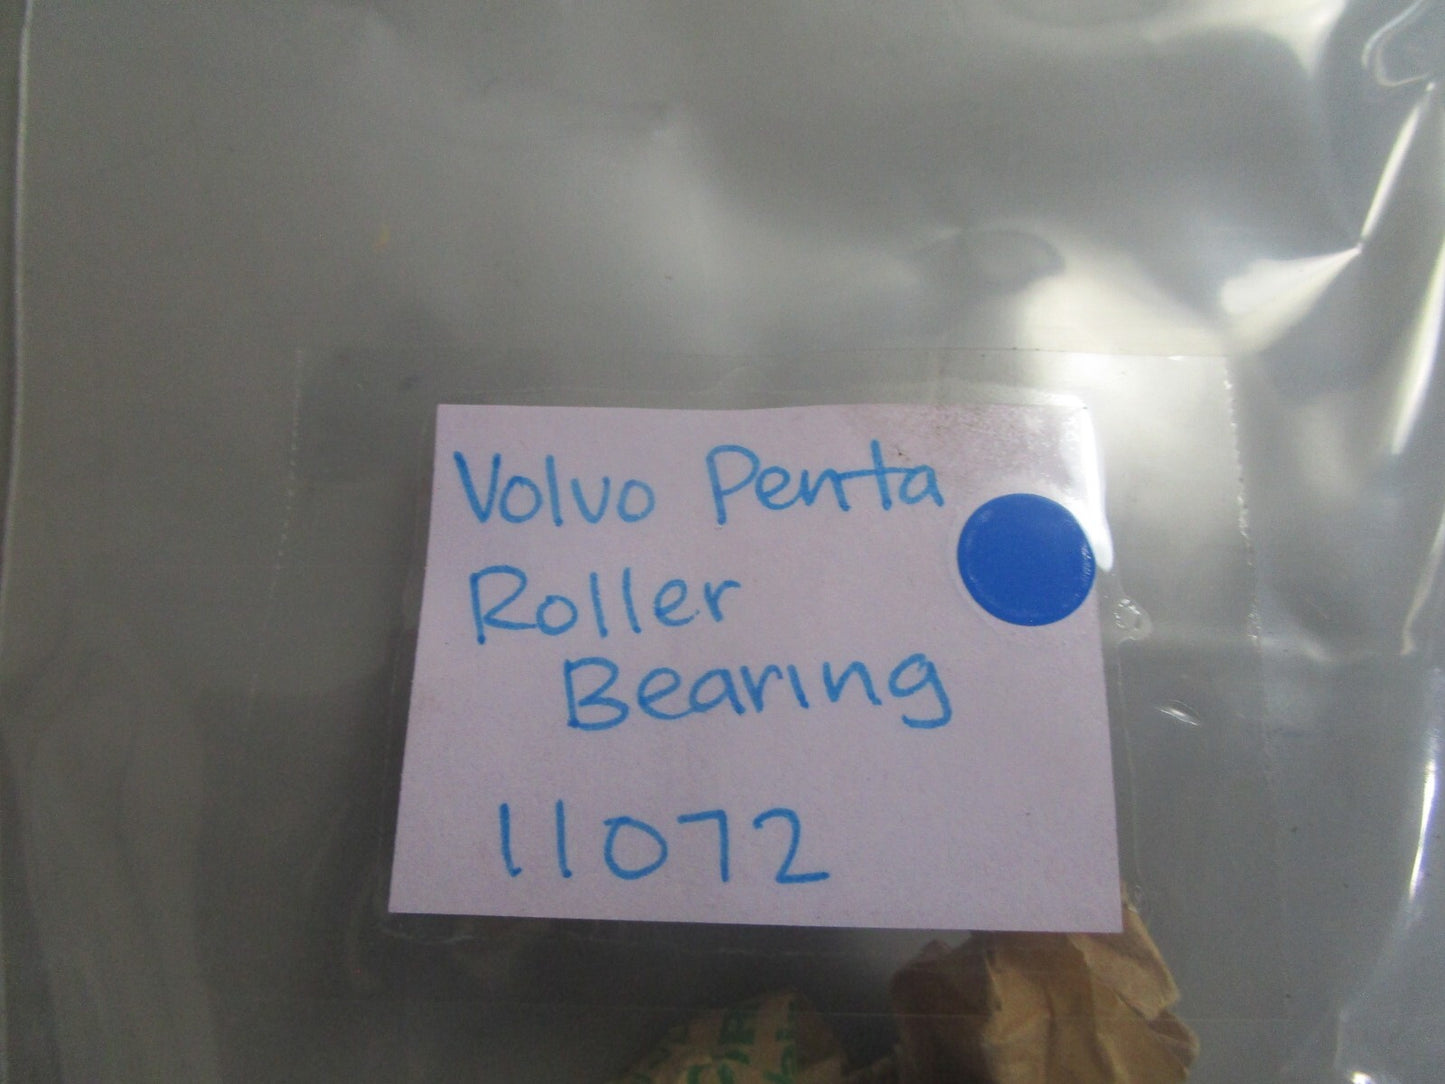 Volvo Penta
Roller
Bearing
11072